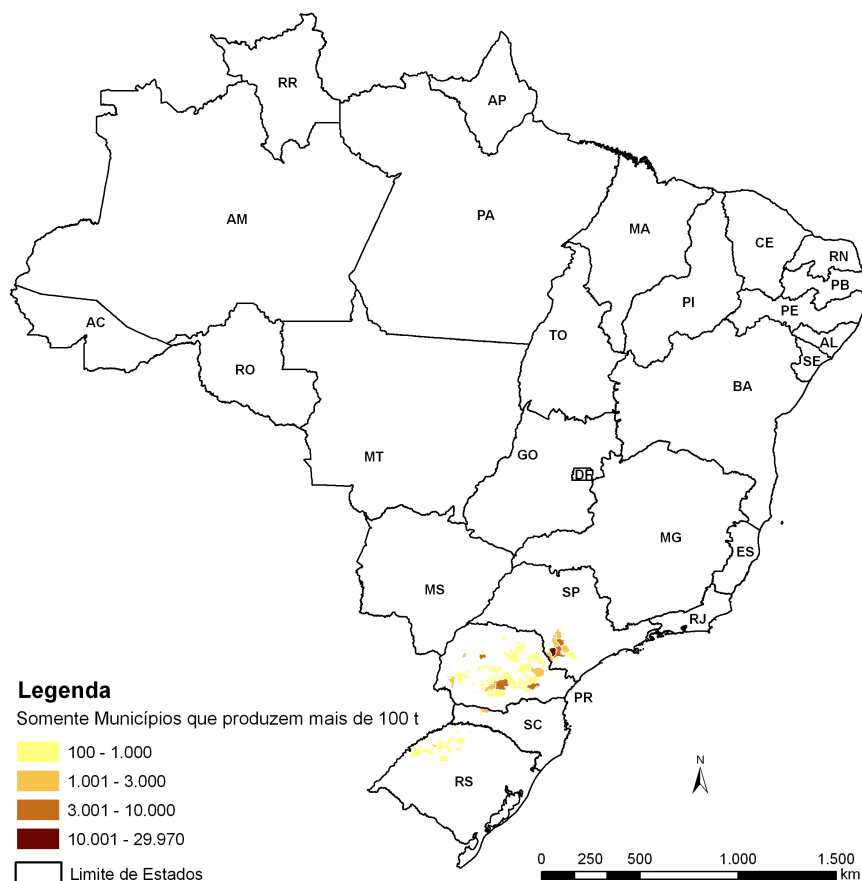 RR
AP
AM
PA
MA
CE
RN
PB
PI
PE
AC
TO
AL
SE
RO
BA
MT
GO
DF
MG
ES
MS
SP
RJ
PR
SC
RS
N
Legenda
Somente Municípios que produzem mais de 100 t
100 - 1.000
1.001 - 3.000
3.001 - 10.000
10.001 - 29.970
Limite de Estados
0 250 500 1.000 1.500
km